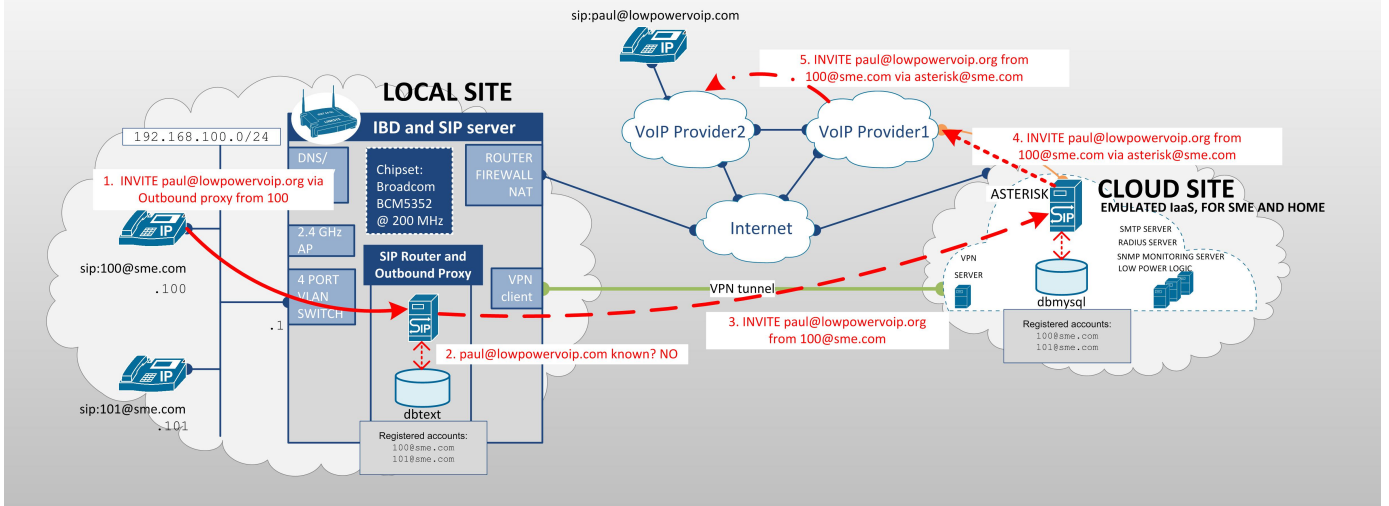 sip:paul@lowpowervoip.com
IP
5. INVITE paul@lowpowervoip.org from
100@sme.com via asterisk@sme.com
LOCAL SITE
192.168.100.0/24
IBD and SIP server
DNS/
Chipset:
Broadcom
BCM5352
@ 200 MHz
ROUTER
FIREWALL
NAT
VoIP Provider2
VoIP Provider1
4. INVITE paul@lowpowervoip.org from
100@sme.com via asterisk@sme.com
1. INVITE paul@lowpowervoip.org via
Outbound proxy from 100
ASTERISK
SIP
CLOUD SITE
EMULATED IaaS, FOR SME AND HOME
IP
2.4 GHz
AP
Internet
SMTP SERVER
RADIUS SERVER
SNMP MONITORING SERVER
LOW POWER LOGIC
SIP Router and
Outbound Proxy
VPN
SERVER
sip:100@sme.com
.100
4 PORT
VLAN
SWITCH
VPN
client
VPN tunnel
dbmysql
.1
SIP
3. INVITE paul@lowpowervoip.org
from 100@sme.com
Registered accounts:
100@sme.com
101@sme.com
2. paul@lowpowervoip.com known? NO
IP
sip:101@sme.com
.101
dbtext
Registered accounts:
100@sme.com
101@sme.com